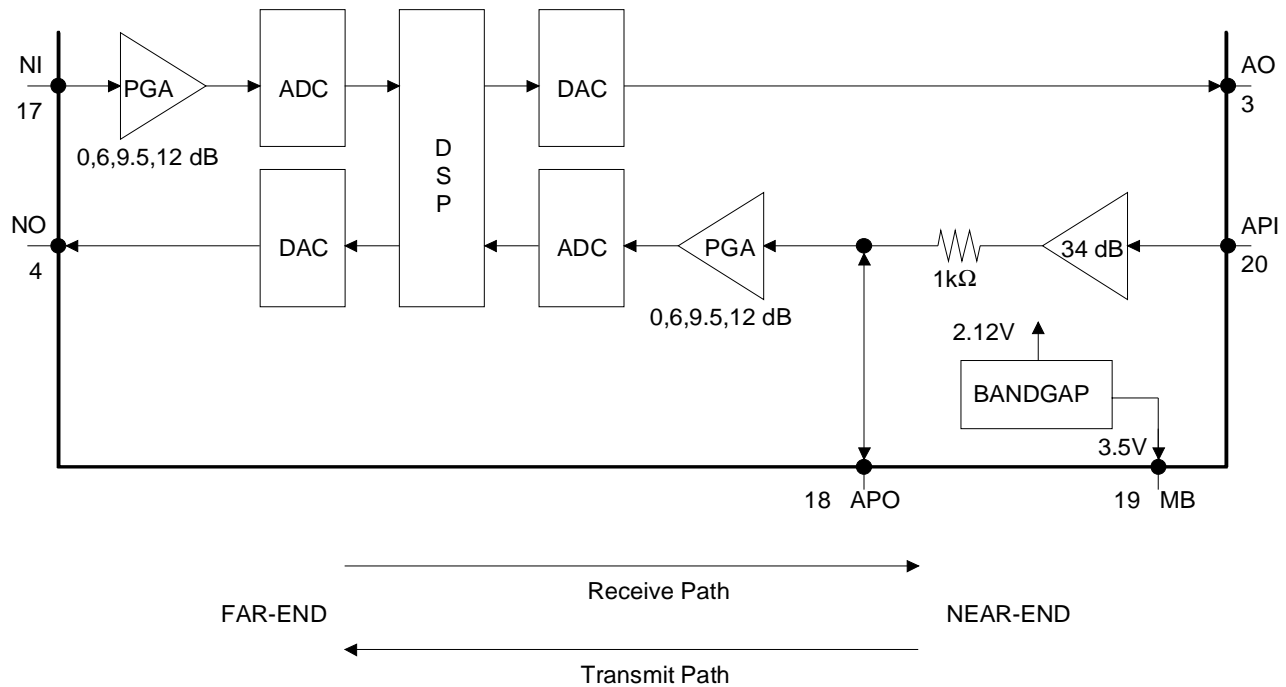 NI
17
PGA
0,6,9.5,12 dB
ADC
D
S
P
DAC
AO
3
NO
4
DAC
ADC
PGA
0,6,9.5,12 dB
1kΩ
34 dB
API
20
2.12V
BANDGAP
3.5V
18 APO
19 MB
Receive Path
FAR-END
NEAR-END
Transmit Path